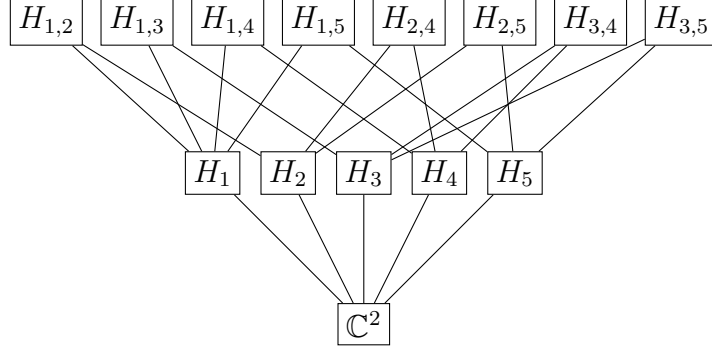 H_{1,2} H_{1,3} H_{1,4} H_{1,5} H_{2,4} H_{2,5} H_{3,4} H_{3,5}
H_1 H_2 H_3 H_4 H_5
ℂ^2